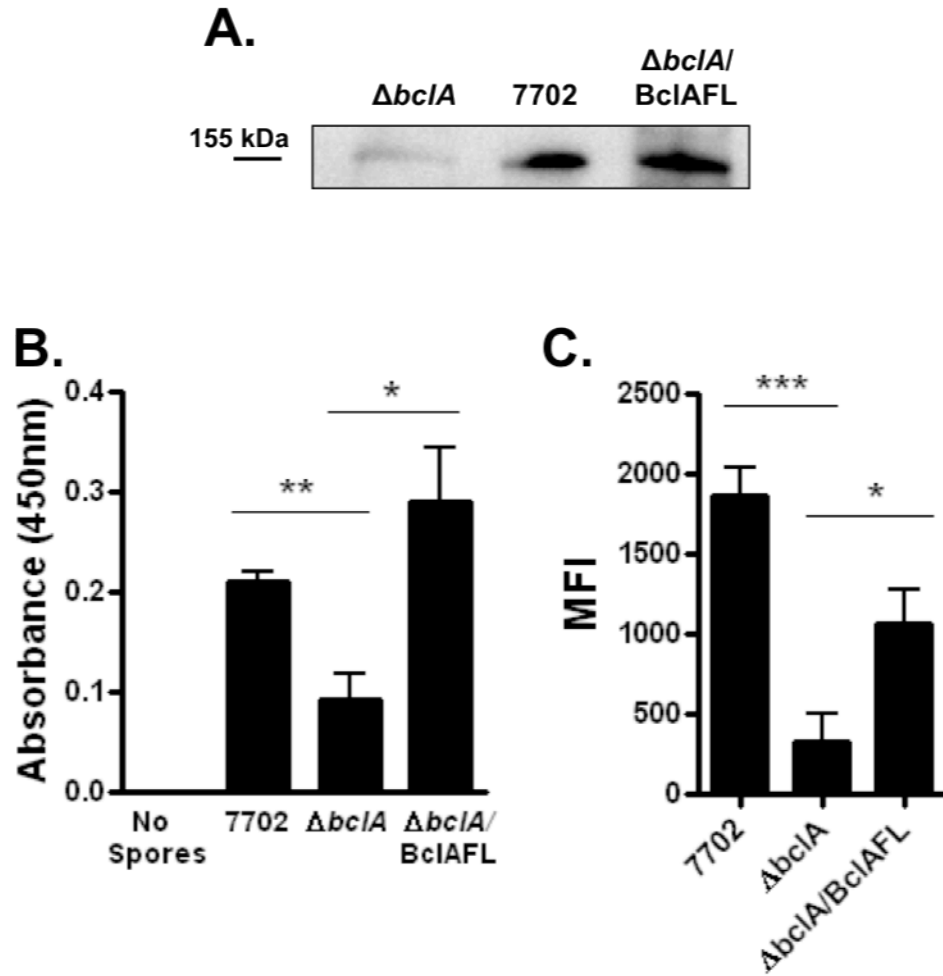 A.
ΔbclA
7702
ΔbclA/
BclAFL
155 kDa
B.
Absorbance (450nm)
0.4
0.3
0.2
0.1
0.0
**
*
No
Spores
7702
ΔbclA
ΔbclA/
BclAFL
C.
MFI
2500
2000
1500
1000
500
0
***
*
7702
ΔbclA
ΔbclA/BclAFL